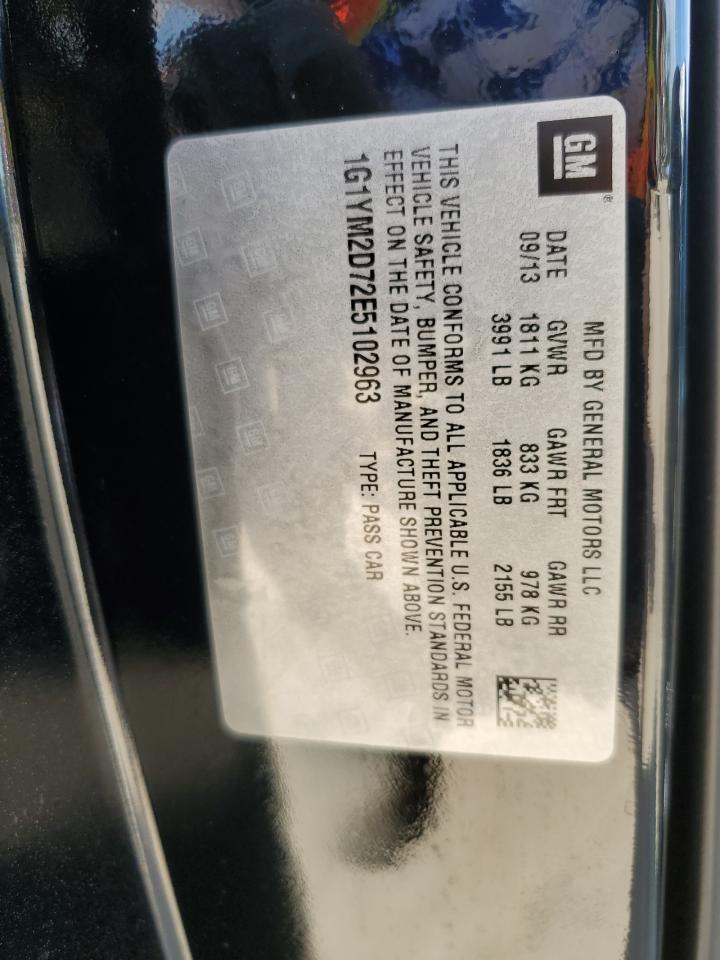 GM®
MFD BY GENERAL MOTORS LLC
DATE GVWR GAWR FRT GAWR RR
09/13 1811 KG 833 KG 978 KG
3991 LB 1836 LB 2155 LB
THIS VEHICLE CONFORMS TO ALL APPLICABLE U.S. FEDERAL MOTOR
VEHICLE SAFETY, BUMPER, AND THEFT PREVENTION STANDARDS IN
EFFECT ON THE DATE OF MANUFACTURE SHOWN ABOVE.
1G1YM2D72E5102963 TYPE: PASS CAR